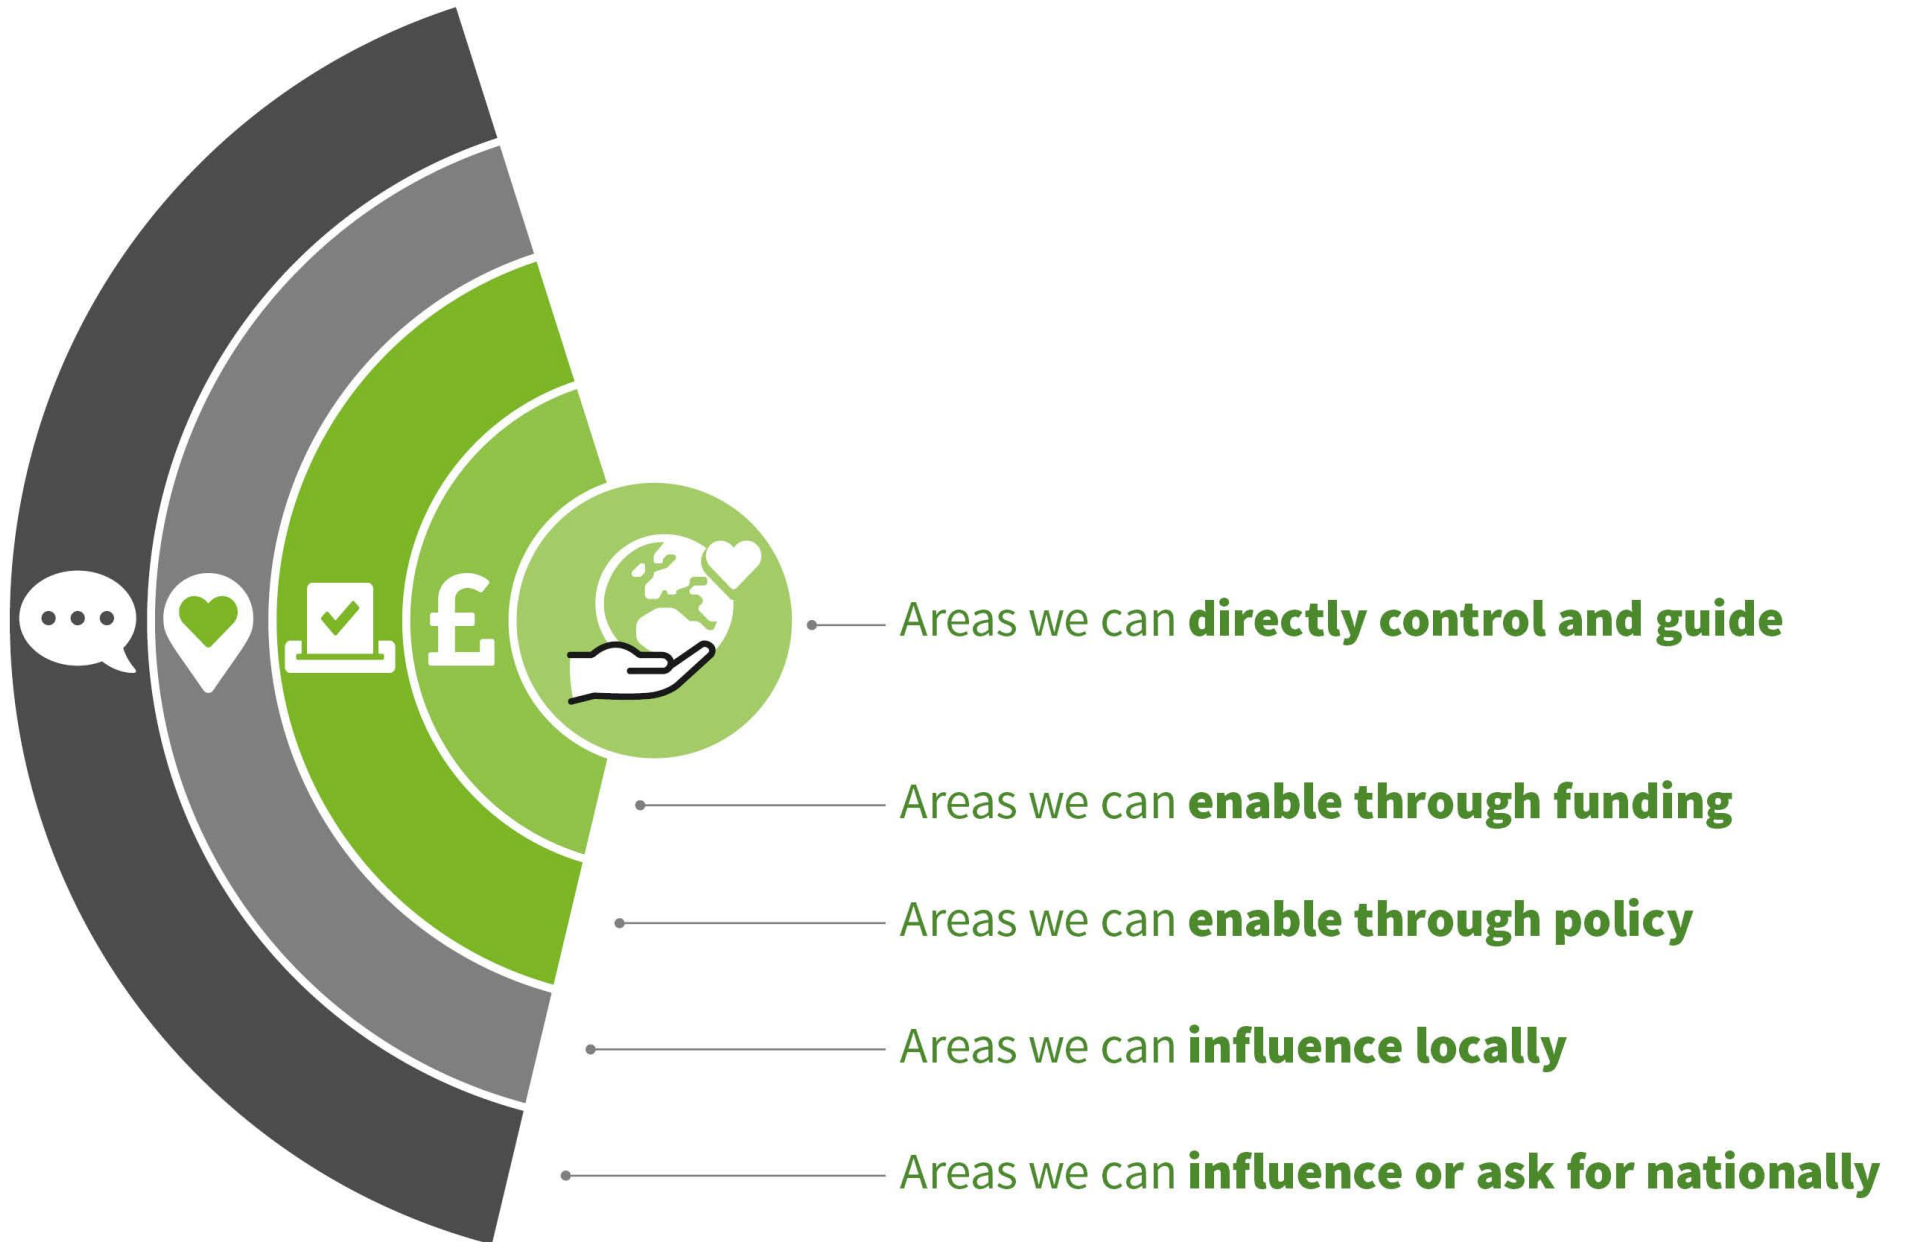 £
Areas we can directly control and guide
Areas we can enable through funding
Areas we can enable through policy
Areas we can influence locally
Areas we can influence or ask for nationally